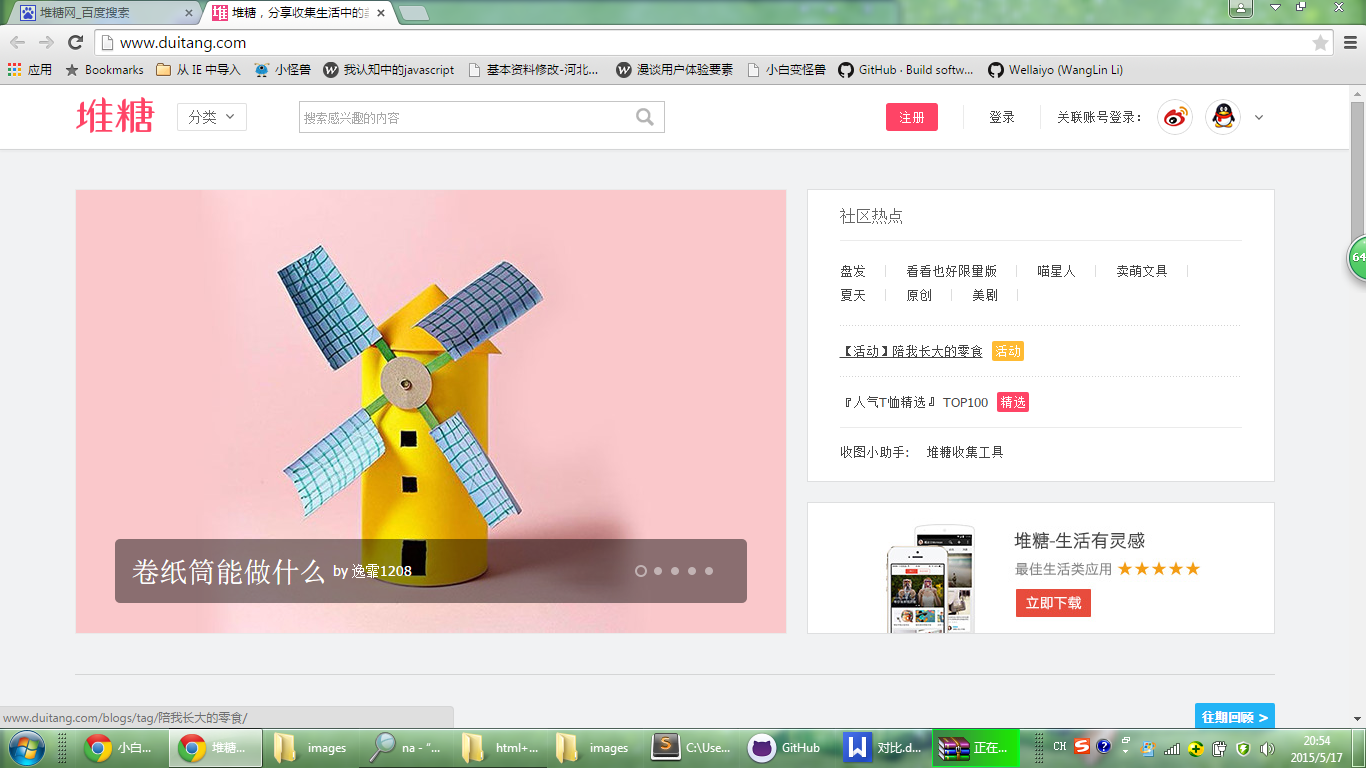 堆糖网_百度搜索
堆糖，分享收集生活中的
www.duitang.com
应用 Bookmarks 从 IE 中导入 小怪兽 我认知中的javascript 基本资料修改-河北... 漫谈用户体验要素 小白变怪兽 GitHub · Build softw... Wellaiyo (WangLin Li)
堆糖 分类 搜索感兴趣的内容 注册 登录 关联账号登录：
社区热点
盘发 看看也好限量版 喵星人 卖萌文具
夏天 原创 美剧
【活动】陪我长大的零食 活动
『人气T恤精选』TOP100 精选
收图小助手： 堆糖收集工具
64
卷纸筒能做什么 by 逸霏1208
堆糖-生活有灵感
最佳生活类应用 ★★★★★
立即下载
往期回顾 >
www.duitang.com/blogs/tag/陪我长大的零食/
小白... 堆糖... images na - “... html+... images C:\Use... GitHub 对比.d... 正在... CH
20:54
2015/5/17